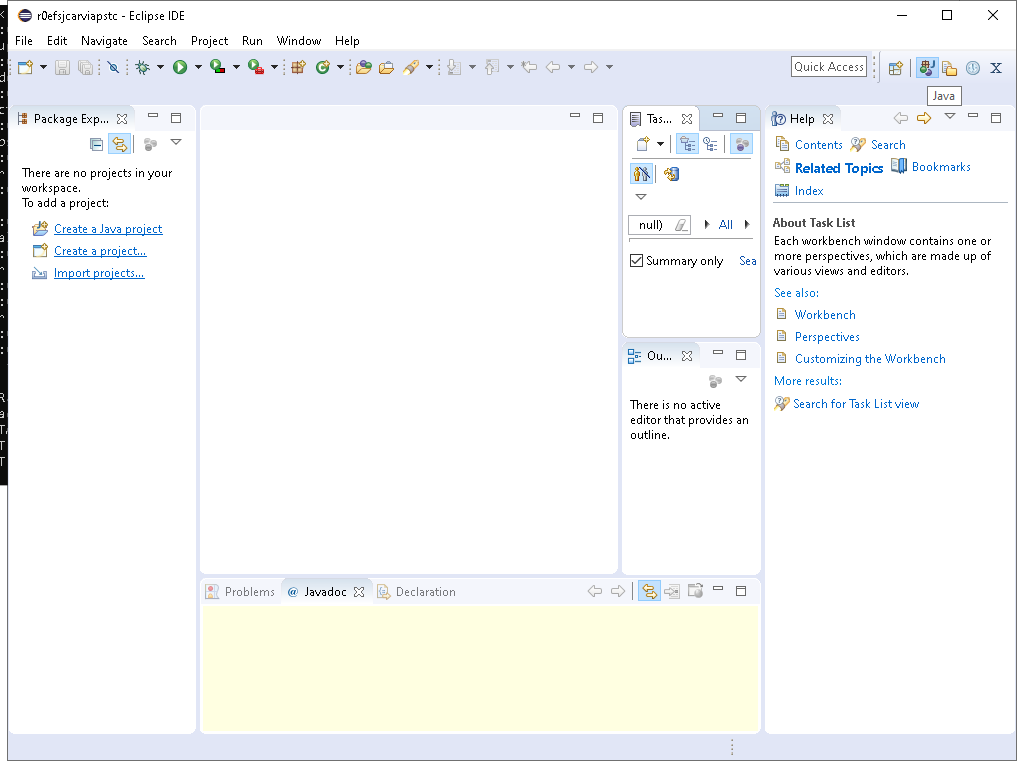 r0efsjcarviapstc - Eclipse IDE
File Edit Navigate Search Project Run Window Help
Quick Access
Java
Package Exp...
There are no projects in your
workspace.
To add a project:
Create a Java project
Create a project...
Import projects...
Tas...
null) All
Summary only Sea
Ou...
There is no active
editor that provides an
outline.
Help
Contents Search
Related Topics Bookmarks
Index
About Task List
Each workbench window contains one or
more perspectives, which are made up of
various views and editors.
See also:
Workbench
Perspectives
Customizing the Workbench
More results:
Search for Task List view
Problems @ Javadoc Declaration